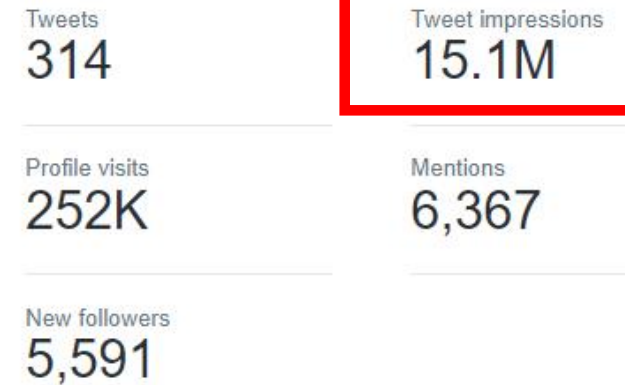 Tweets
314
Tweet impressions
15.1M
Profile visits
252K
Mentions
6,367
New followers
5,591